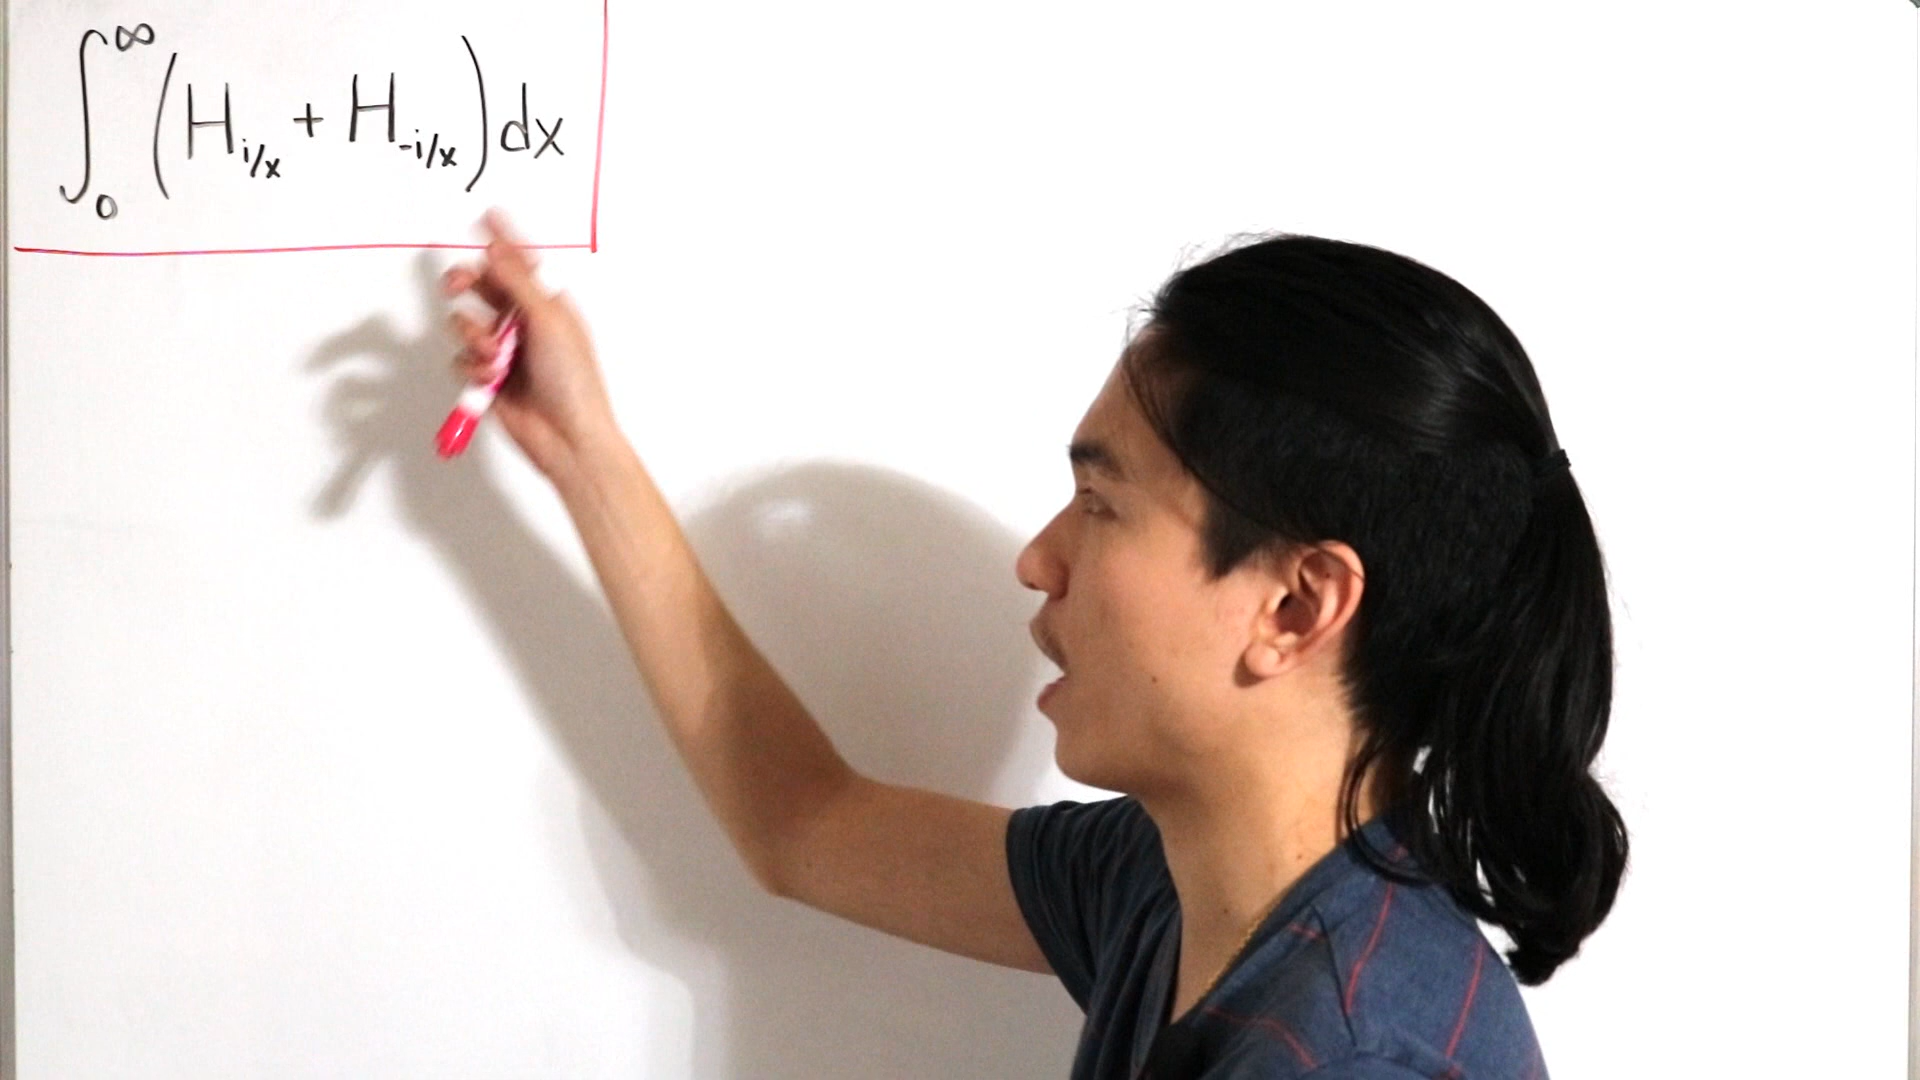 ∫₀^∞ (H_{i/x} + H_{-i/x}) dx